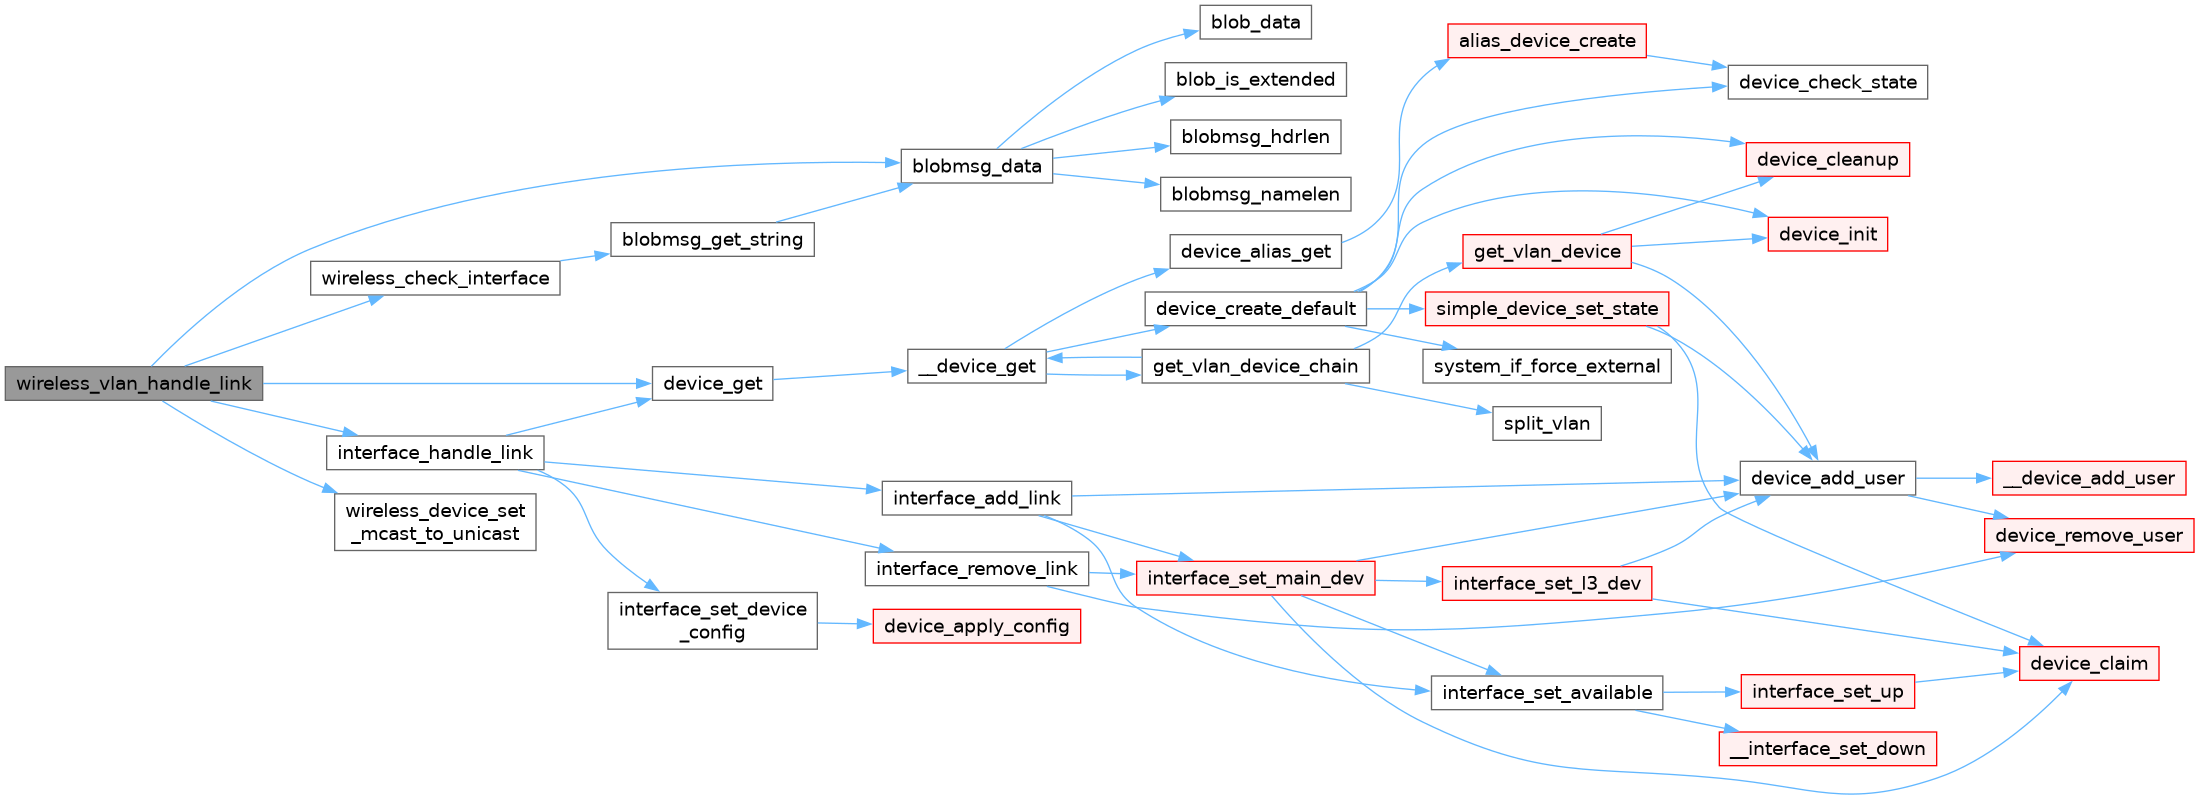 wireless_vlan_handle_link
wireless_check_interface
interface_handle_link
wireless_device_set
_mcast_to_unicast
blobmsg_get_string
device_get
interface_set_device
_config
blobmsg_data
__device_get
interface_add_link
interface_remove_link
device_apply_config
blob_data
blob_is_extended
blobmsg_hdrlen
blobmsg_namelen
device_alias_get
device_create_default
get_vlan_device_chain
interface_set_main_dev
alias_device_create
get_vlan_device
simple_device_set_state
system_if_force_external
split_vlan
interface_set_l3_dev
interface_set_available
device_check_state
device_cleanup
device_init
device_add_user
interface_set_up
__interface_set_down
__device_add_user
device_remove_user
device_claim